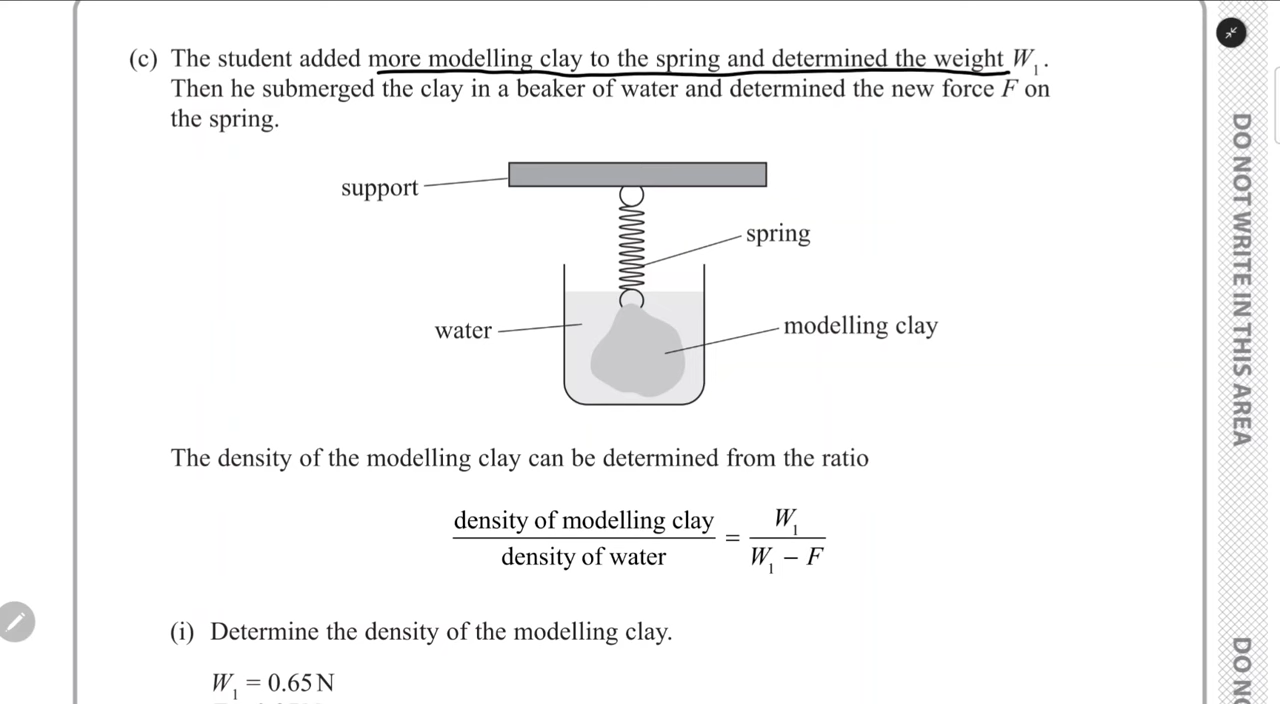 (c) The student added more modelling clay to the spring and determined the weight W₁.
Then he submerged the clay in a beaker of water and determined the new force F on
the spring.
support
spring
water
modelling clay
The density of the modelling clay can be determined from the ratio
density of modelling clay / density of water = W₁ / W₁ − F
(i) Determine the density of the modelling clay.
W₁ = 0.65 N
DO NOT WRITE IN THIS AREA